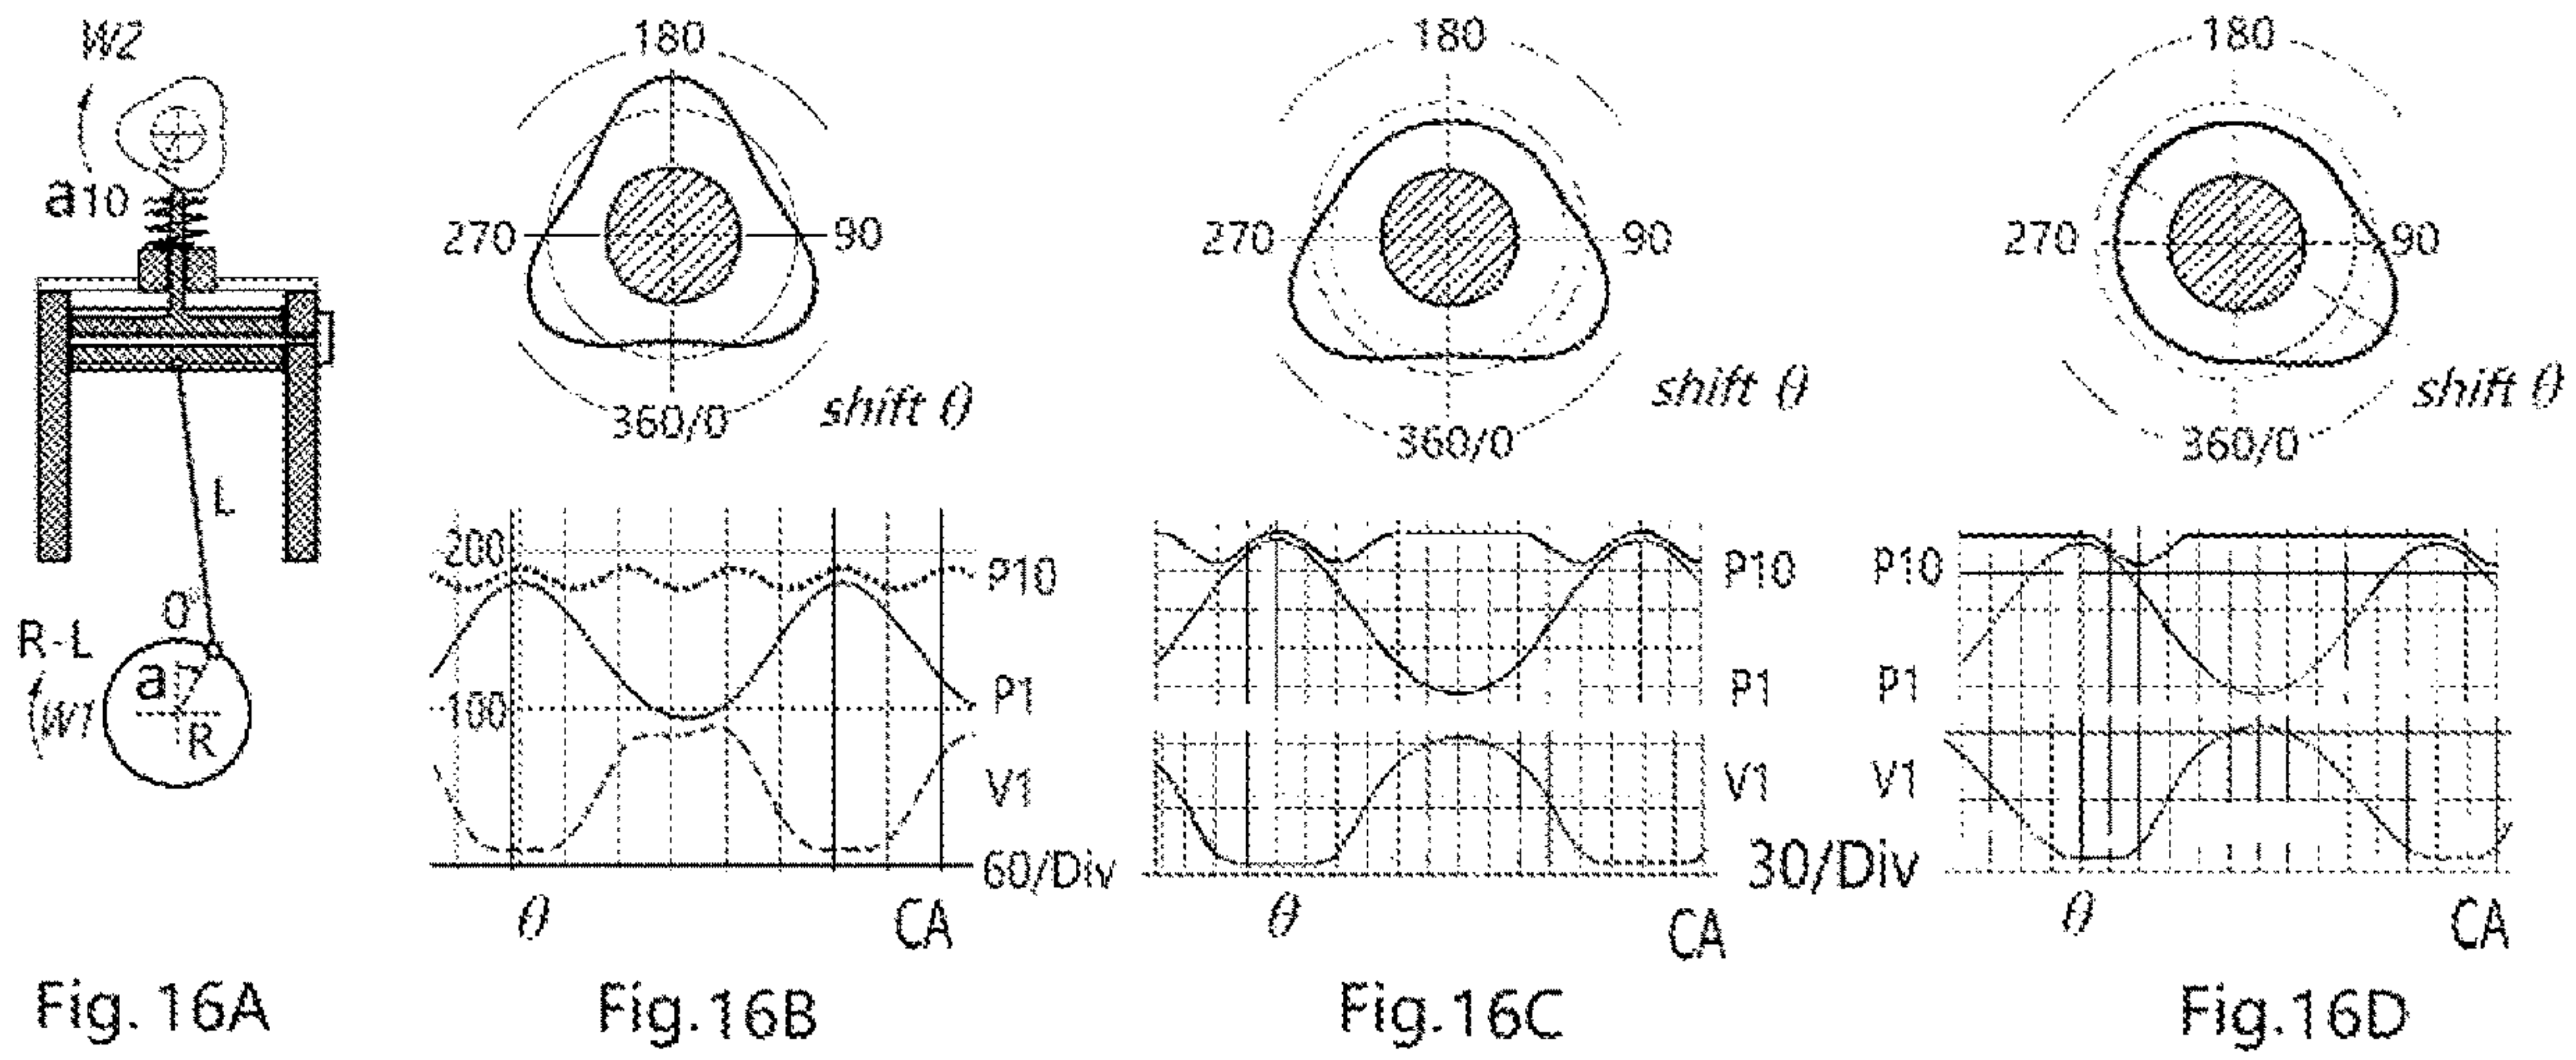 W2
a10
L
0°
R-L
a
W1
R
Fig. 16A
180
270
90
360/0
shift θ
200
P10
100
P1
V1
60/Div
θ
CA
Fig.16B
180
270
90
360/0
shift θ
P10
P1
V1
30/Div
θ
CA
Fig.16C
180
270
90
360/0
shift θ
P10
P1
V1
θ
CA
Fig.16D